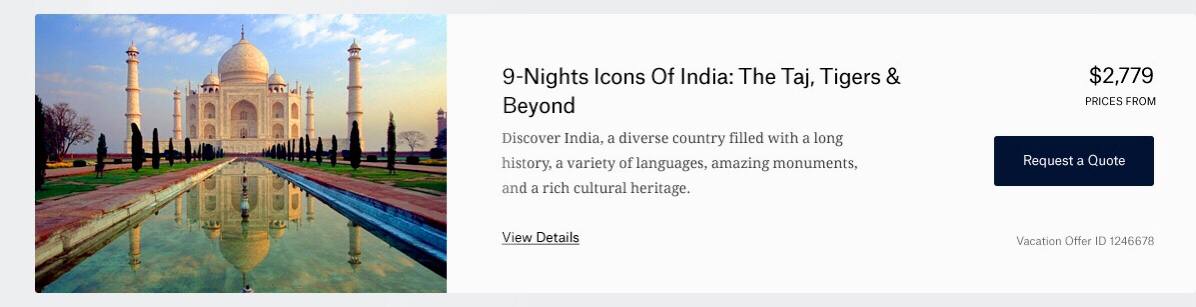 9-Nights Icons Of India: The Taj, Tigers &
Beyond
Discover India, a diverse country filled with a long
history, a variety of languages, amazing monuments,
and a rich cultural heritage.
View Details
$2,779
PRICES FROM
Request a Quote
Vacation Offer ID 1246678